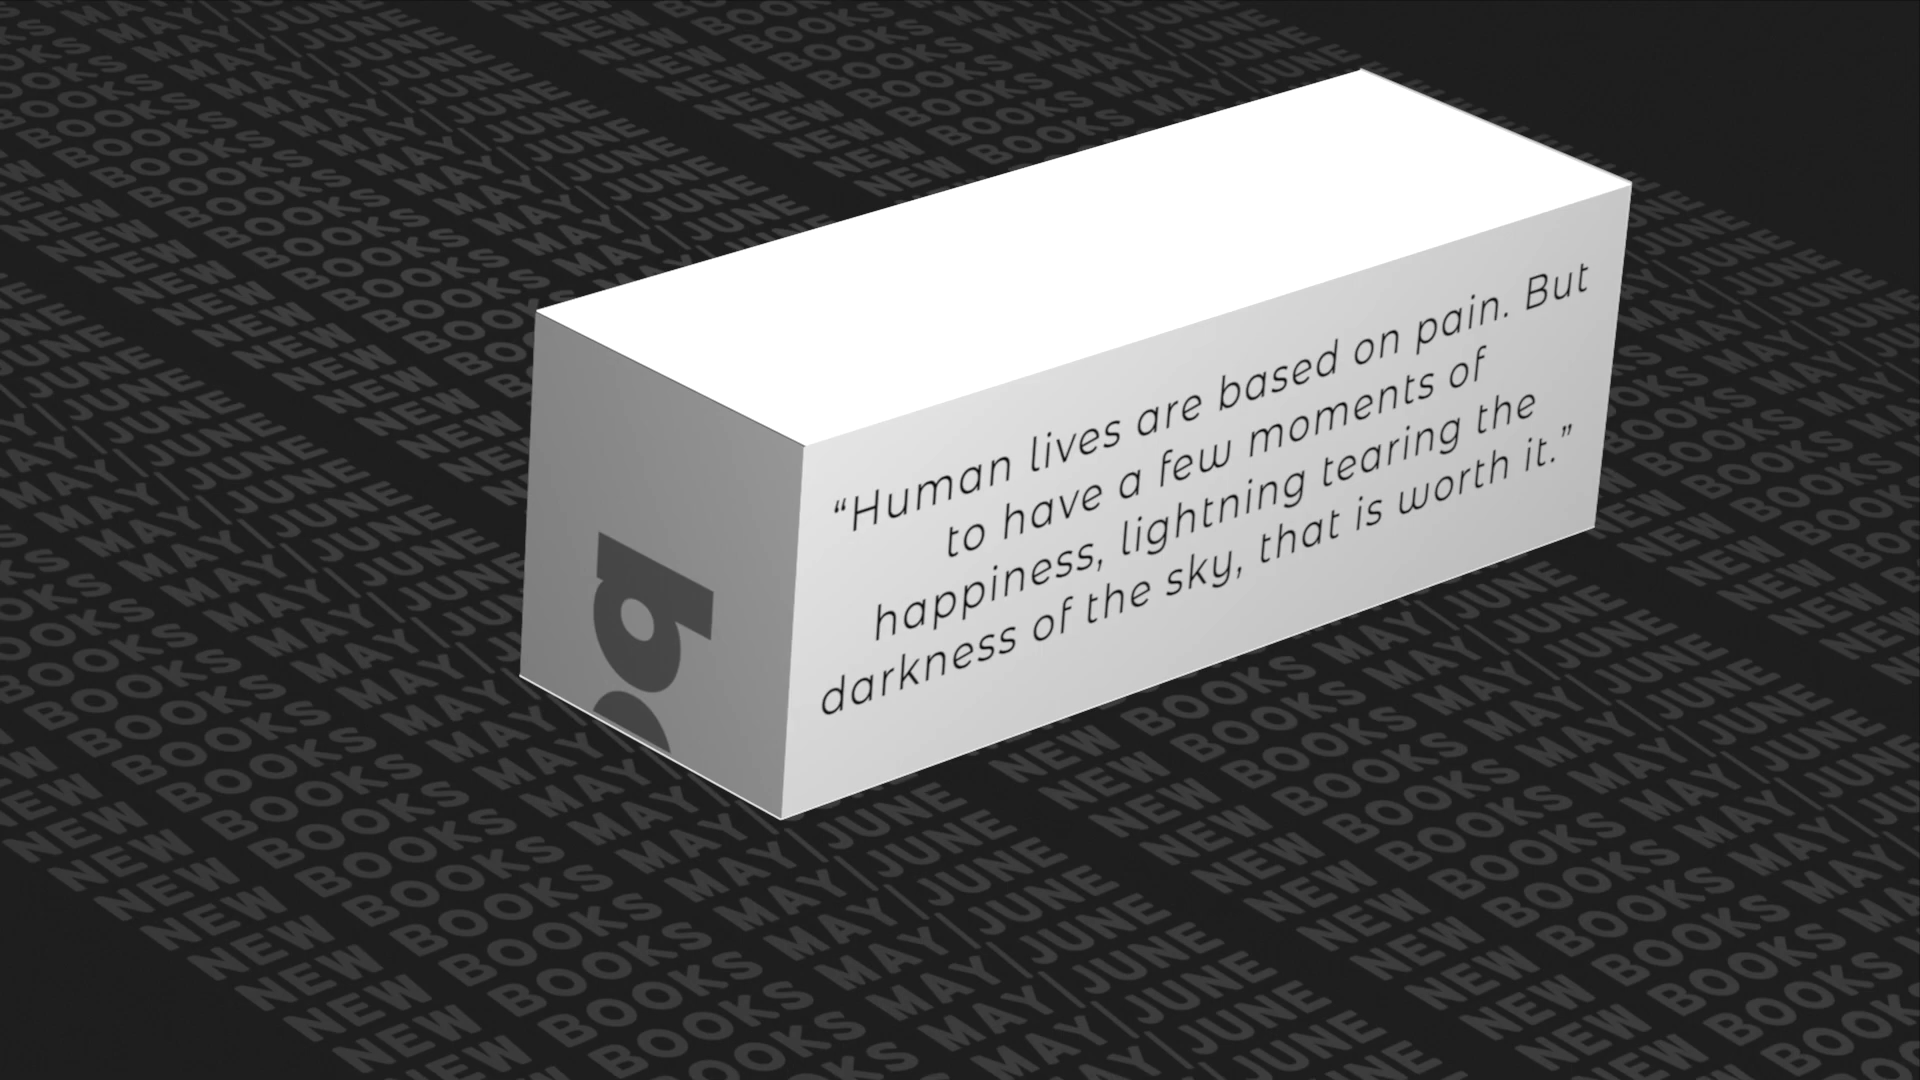 “Human lives are based on pain. But
to have a few moments of
happiness, lightning tearing the
darkness of the sky, that is worth it.”
NEW BOOKS MAY | JUNE